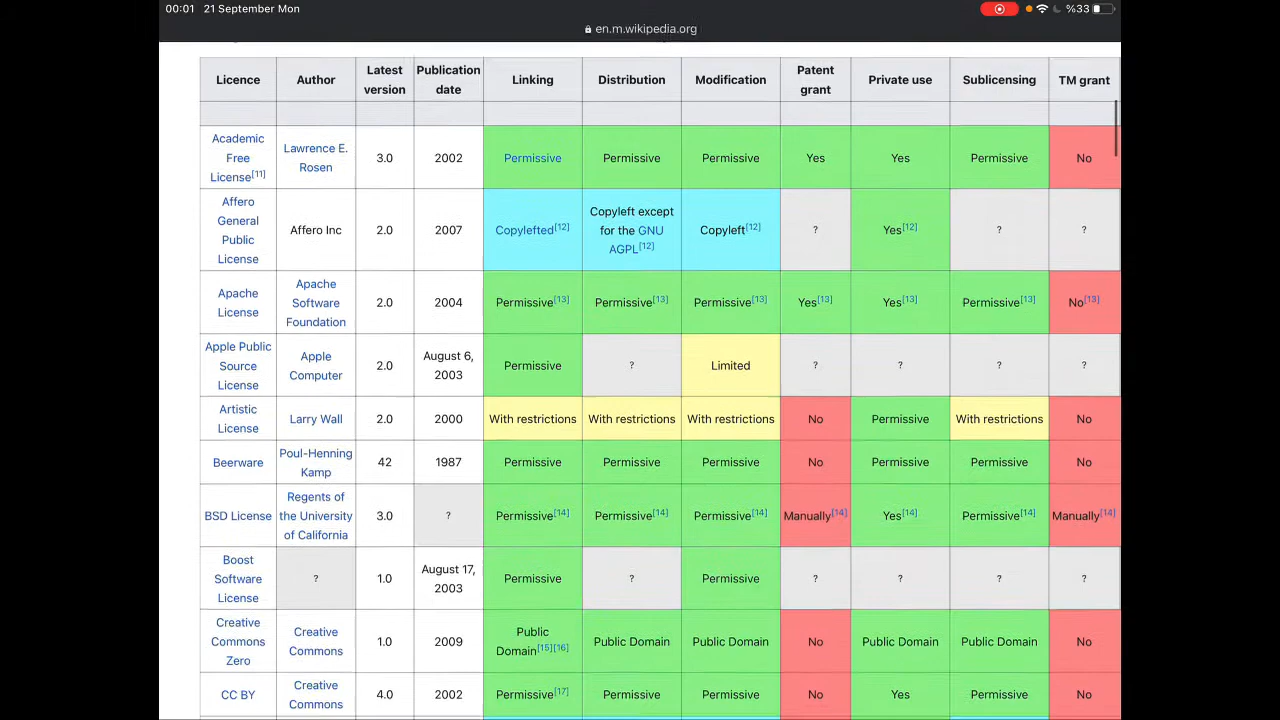 00:01 21 September Mon %33
en.m.wikipedia.org
Licence Author Latest version Publication date Linking Distribution Modification Patent grant Private use Sublicensing TM grant
Academic Free License[11] Lawrence E. Rosen 3.0 2002 Permissive Permissive Permissive Yes Yes Permissive No
Affero General Public License Affero Inc 2.0 2007 Copylefted[12] Copyleft except for the GNU AGPL[12] Copyleft[12] ? Yes[12] ? ?
Apache License Apache Software Foundation 2.0 2004 Permissive[13] Permissive[13] Permissive[13] Yes[13] Yes[13] Permissive[13] No[13]
Apple Public Source License Apple Computer 2.0 August 6, 2003 Permissive ? Limited ? ? ? ?
Artistic License Larry Wall 2.0 2000 With restrictions With restrictions With restrictions No Permissive With restrictions No
Beerware Poul-Henning Kamp 42 1987 Permissive Permissive Permissive No Permissive Permissive No
BSD License Regents of the University of California 3.0 ? Permissive[14] Permissive[14] Permissive[14] Manually[14] Yes[14] Permissive[14] Manually[14]
Boost Software License ? 1.0 August 17, 2003 Permissive ? Permissive ? ? ? ?
Creative Commons Zero Creative Commons 1.0 2009 Public Domain[15][16] Public Domain Public Domain No Public Domain Public Domain No
CC BY Creative Commons 4.0 2002 Permissive[17] Permissive Permissive No Yes Permissive No